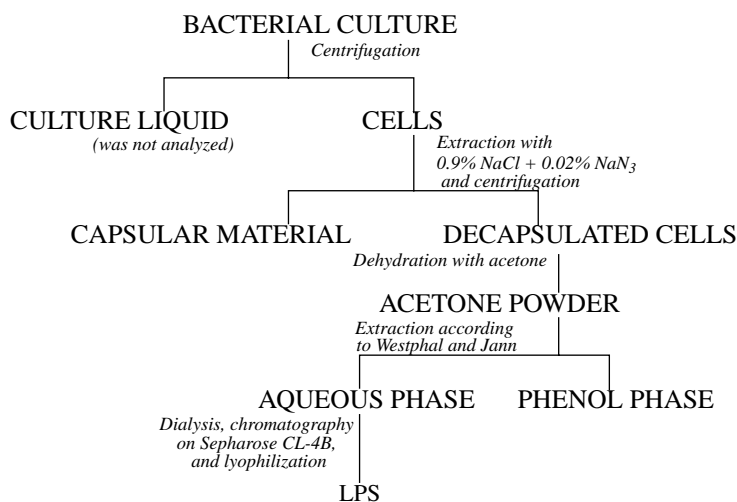 BACTERIAL CULTURE
Centrifugation
CULTURE LIQUID
(was not analyzed)
CELLS
Extraction with
0.9% NaCl + 0.02% NaN₃
and centrifugation
CAPSULAR MATERIAL
DECAPSULATED CELLS
Dehydration with acetone
ACETONE POWDER
Extraction according
to Westphal and Jann
AQUEOUS PHASE
PHENOL PHASE
Dialysis, chromatography
on Sepharose CL-4B,
and lyophilization
LPS